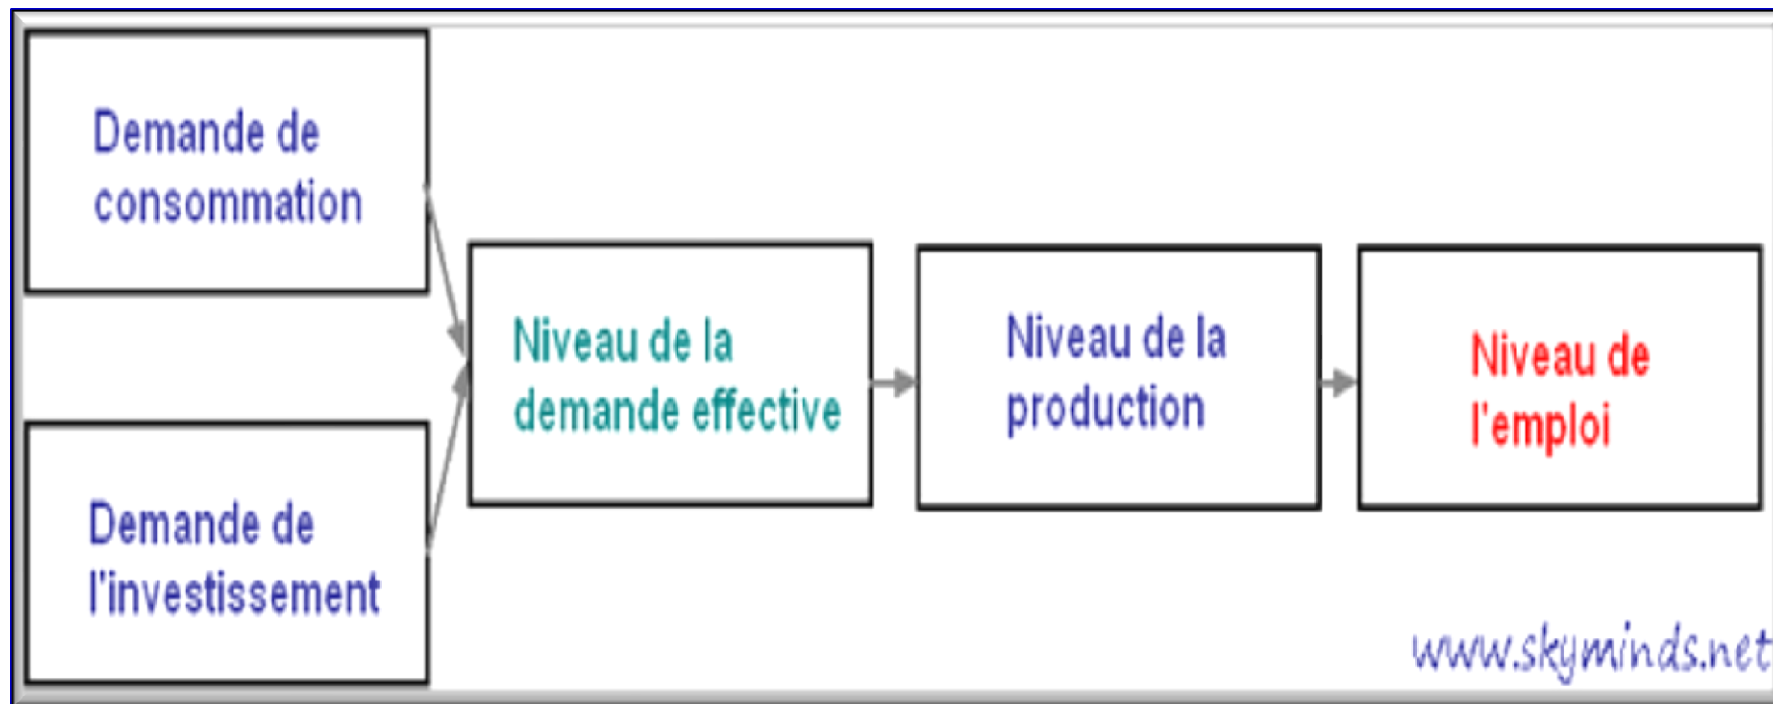 Demande de
consommation
Demande de
l'investissement
Niveau de la
demande effective
Niveau de la
production
Niveau de
l'emploi
www.skyminds.net